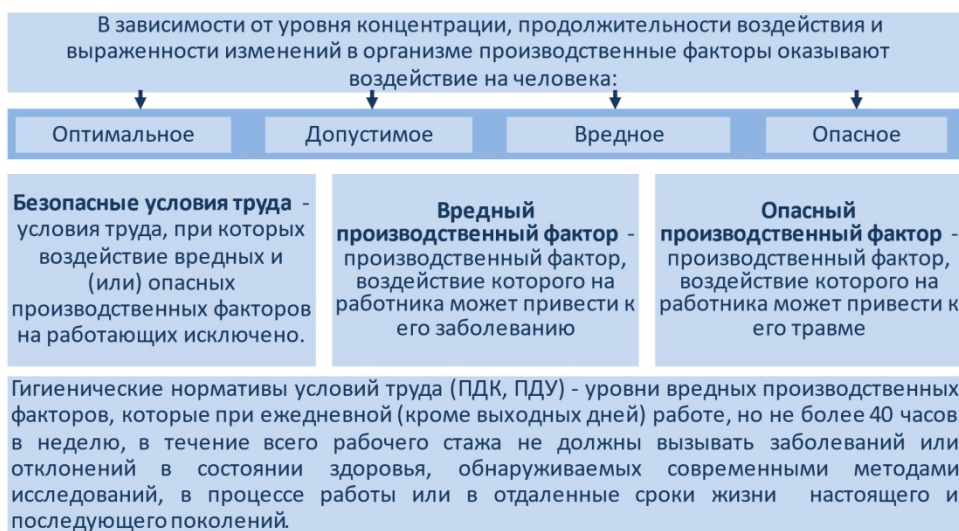 В зависимости от уровня концентрации, продолжительности воздействия и
выраженности изменений в организме производственные факторы оказывают
воздействие на человека:
Оптимальное
Допустимое
Вредное
Опасное
Безопасные условия труда -
условия труда, при которых
воздействие вредных и
(или) опасных
производственных факторов
на работающих исключено.
Вредный
производственный фактор -
производственный фактор,
воздействие которого на
работника может привести к
его заболеванию
Опасный
производственный фактор -
производственный фактор,
воздействие которого на
работника может привести к
его травме
Гигиенические нормативы условий труда (ПДК, ПДУ) - уровни вредных производственных
факторов, которые при ежедневной (кроме выходных дней) работе, но не более 40 часов
в неделю, в течение всего рабочего стажа не должны вызывать заболеваний или
отклонений в состоянии здоровья, обнаруживаемых современными методами
исследований, в процессе работы или в отдаленные сроки жизни настоящего и
последующего поколений.